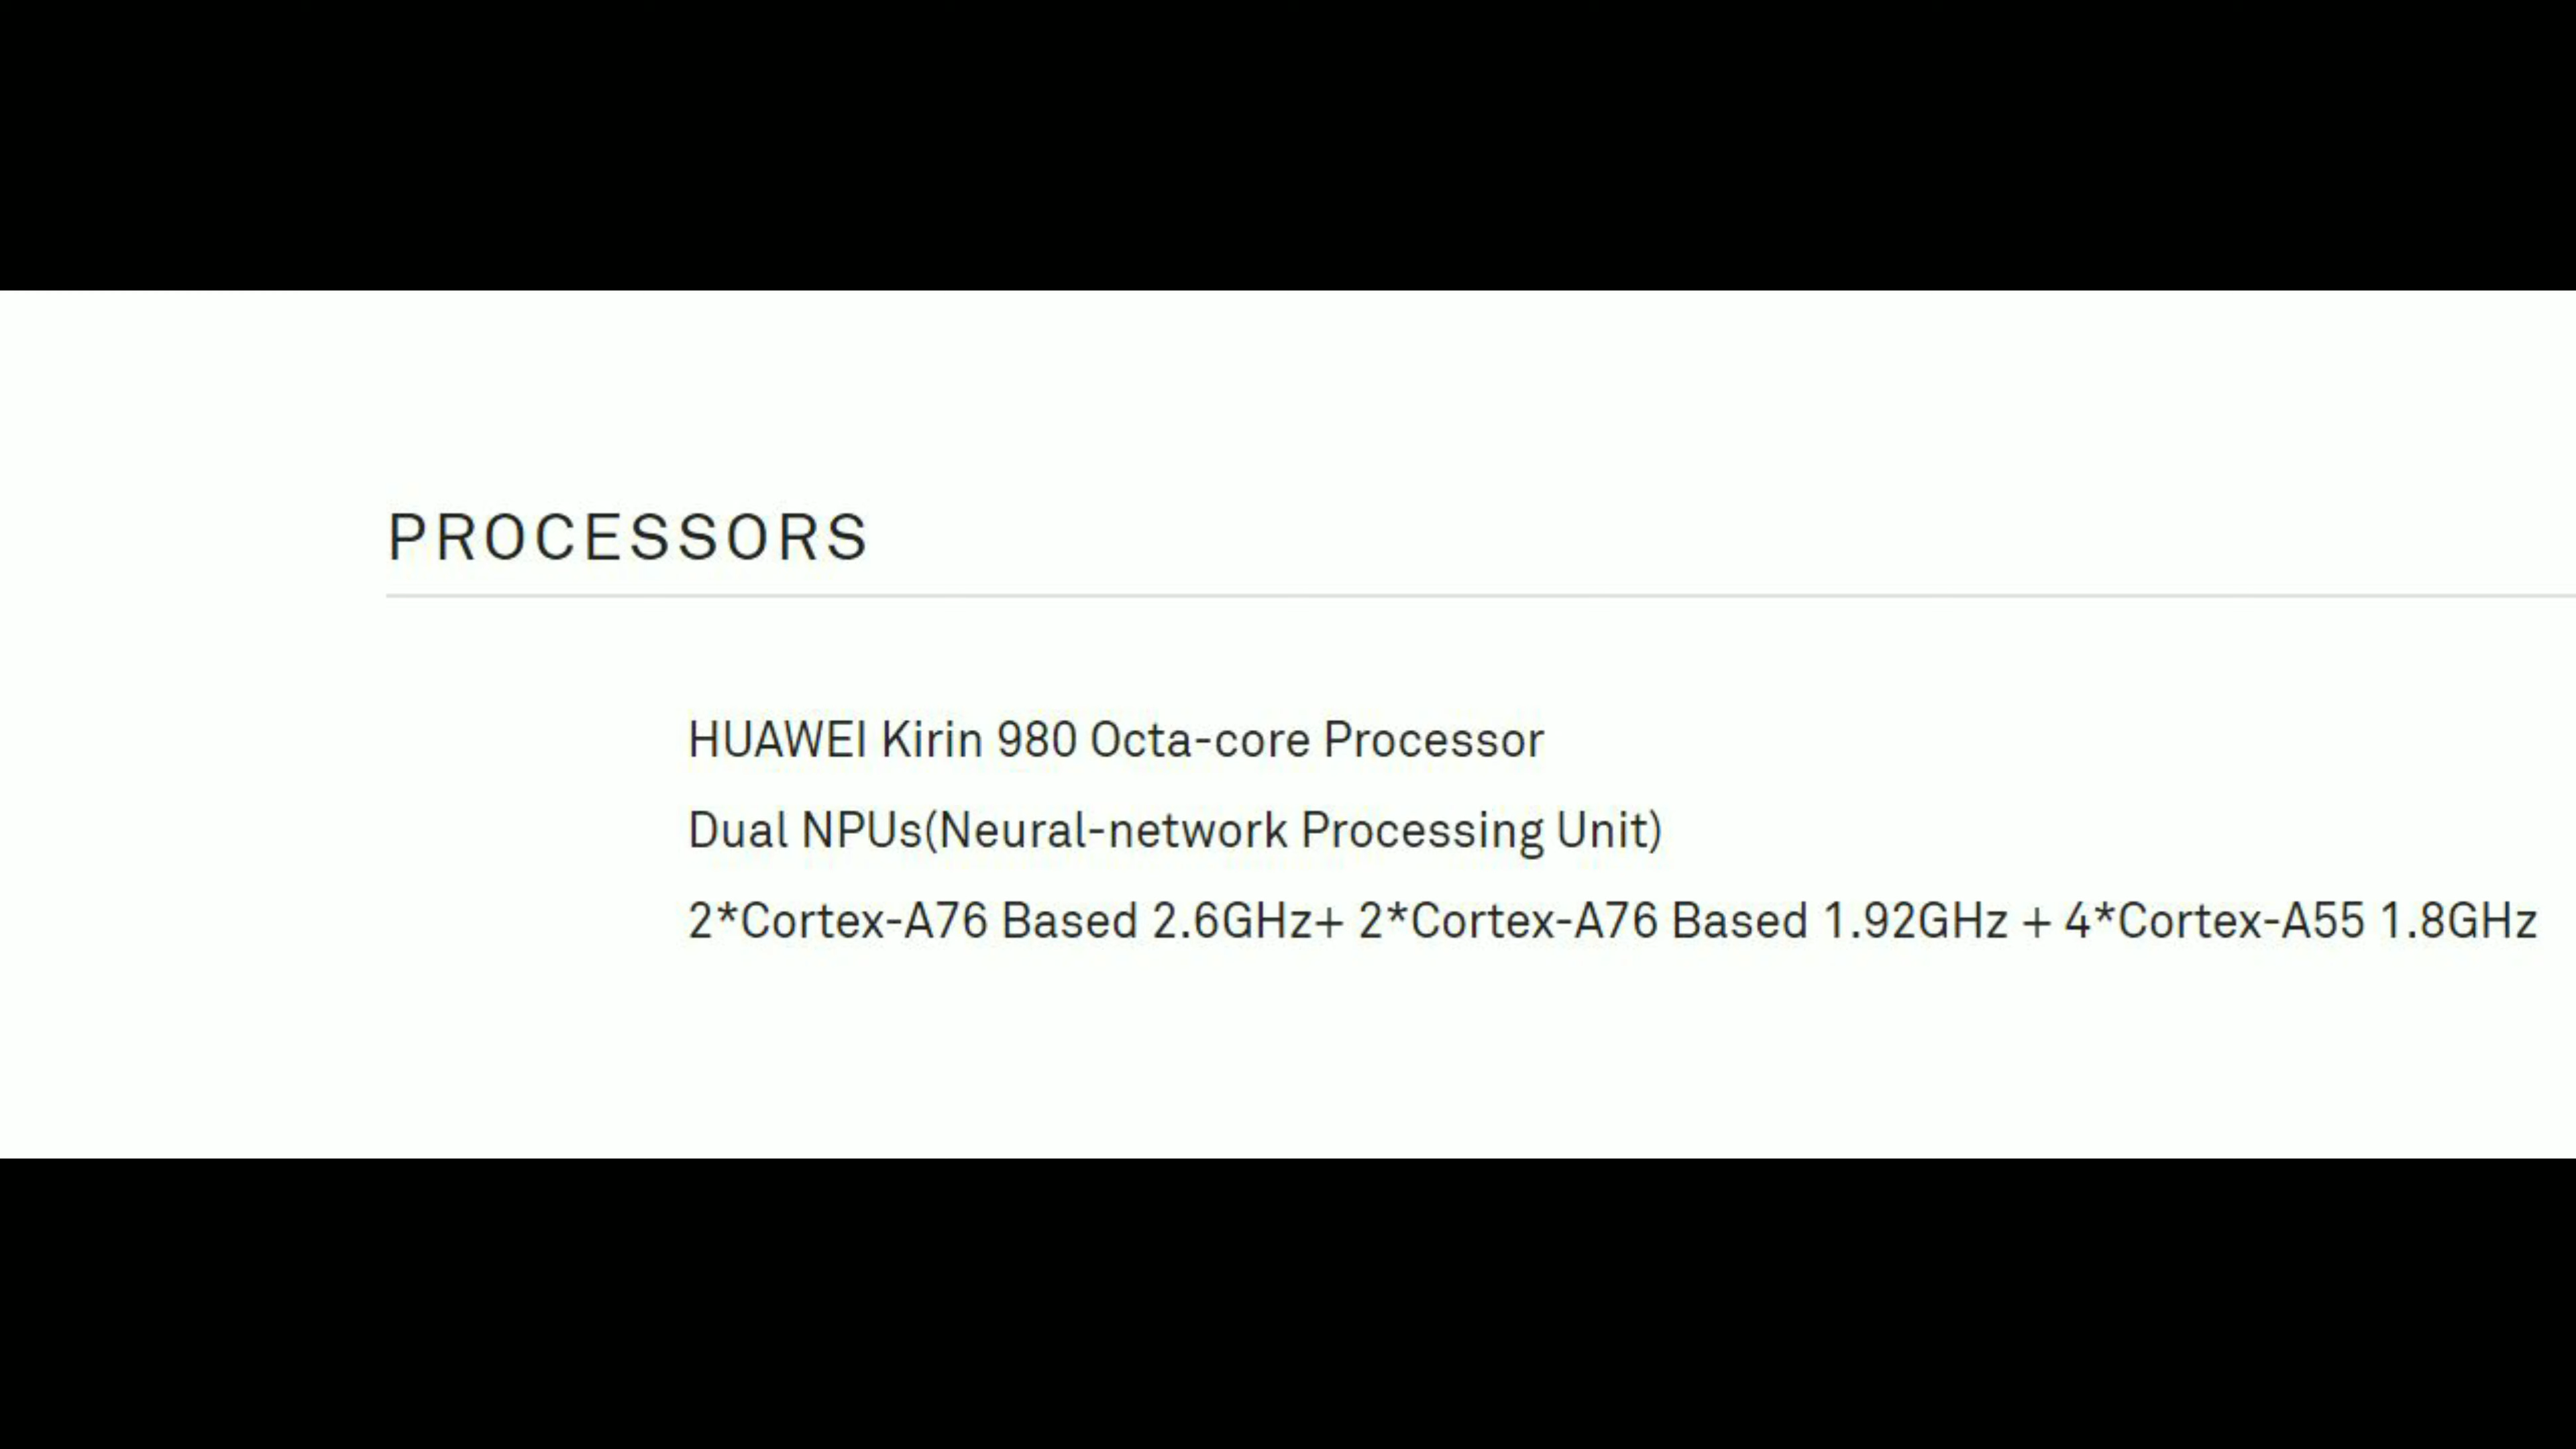 PROCESSORS
HUAWEI Kirin 980 Octa-core Processor
Dual NPUs(Neural-network Processing Unit)
2*Cortex-A76 Based 2.6GHz+ 2*Cortex-A76 Based 1.92GHz + 4*Cortex-A55 1.8GHz